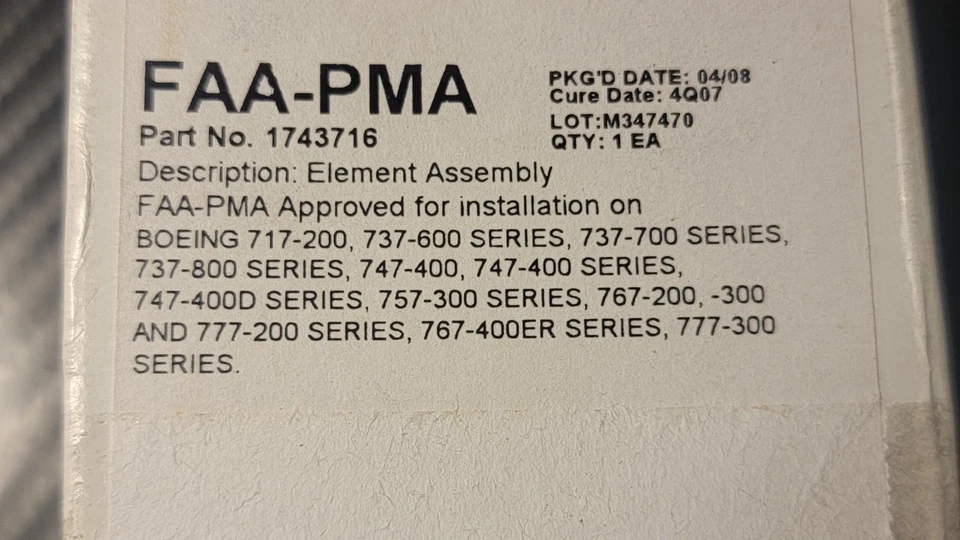 FAA-PMA
PKG'D DATE: 04/08
Cure Date: 4Q07
LOT:M347470
QTY: 1 EA
Part No. 1743716
Description: Element Assembly
FAA-PMA Approved for installation on
BOEING 717-200, 737-600 SERIES, 737-700 SERIES,
737-800 SERIES, 747-400, 747-400 SERIES,
747-400D SERIES, 757-300 SERIES, 767-200, -300
AND 777-200 SERIES, 767-400ER SERIES, 777-300
SERIES.